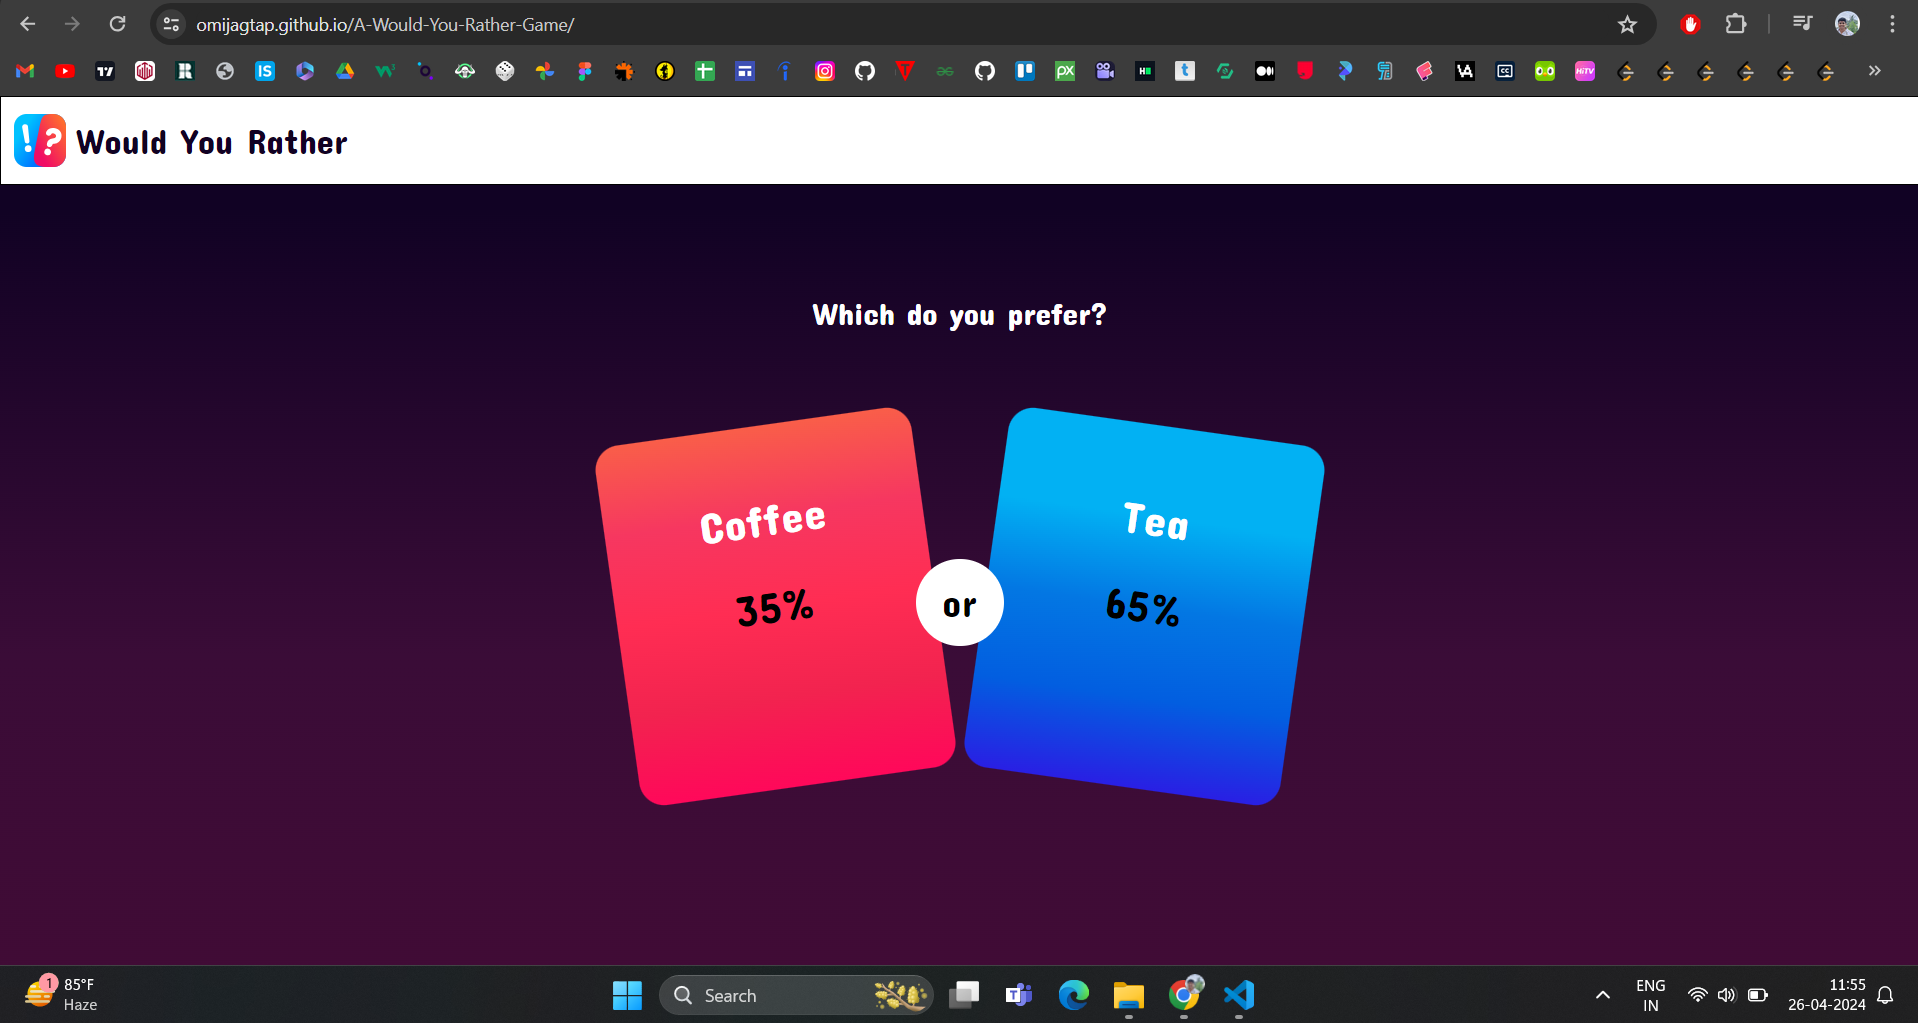 omijagtap.github.io/A-Would-You-Rather-Game/
!? Would You Rather
Which do you prefer?
Coffee
35%
or
Tea
65%
1
85°F
Haze
Search
ENG
IN
11:55
26-04-2024